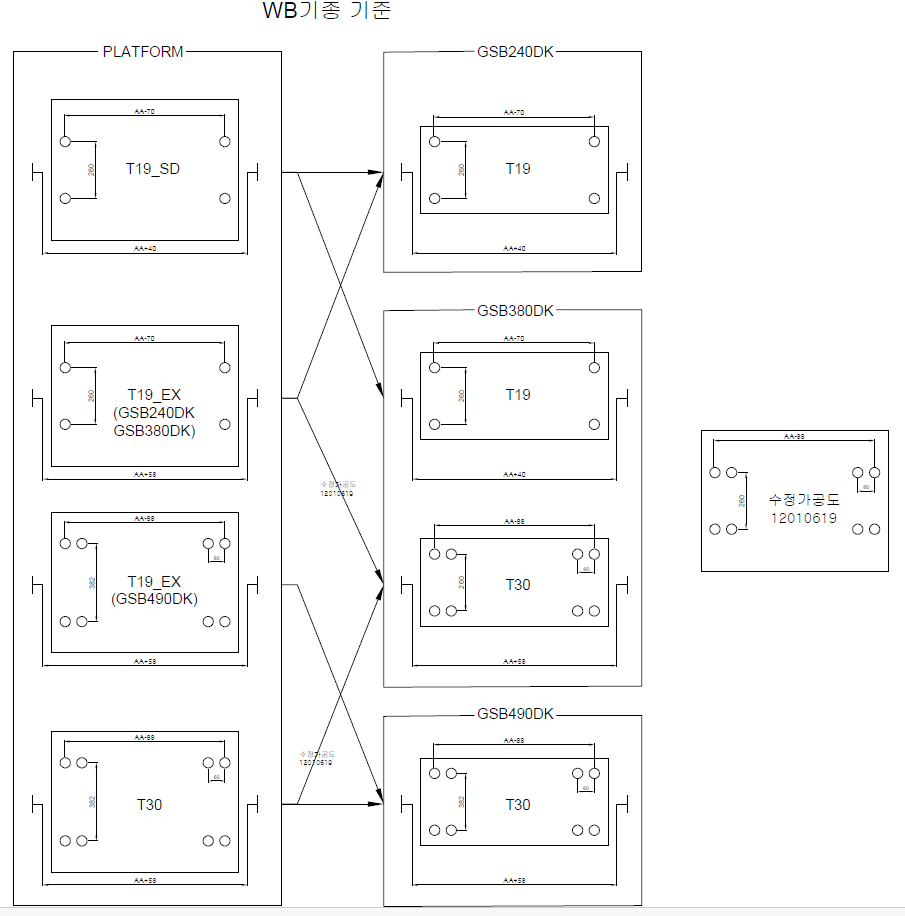 WB기종 기준
PLATFORM
AA-70
260
T19_SD
AA+40
AA-70
260
T19_EX
(GSB240DK
GSB380DK)
AA+58
AA-88
60
382
T19_EX
(GSB490DK)
AA+58
AA-88
60
382
T30
AA+58
수정가공도
12010619
수정가공도
12010619
GSB240DK
AA-70
260
T19
AA+40
GSB380DK
AA-70
260
T19
AA+40
AA-88
60
260
T30
AA+58
GSB490DK
AA-88
60
382
T30
AA+58
AA-88
60
260
수정가공도
12010619